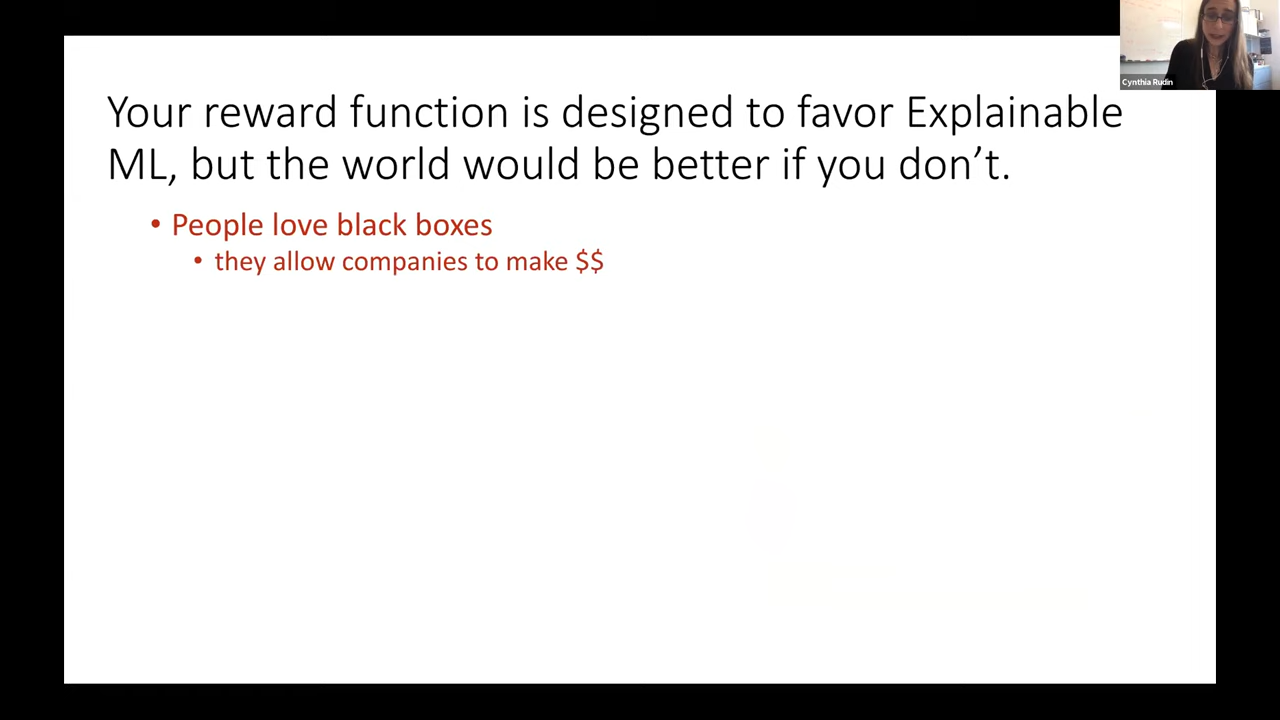 Cynthia Rudin
Your reward function is designed to favor Explainable
ML, but the world would be better if you don’t.
• People love black boxes
• they allow companies to make $$